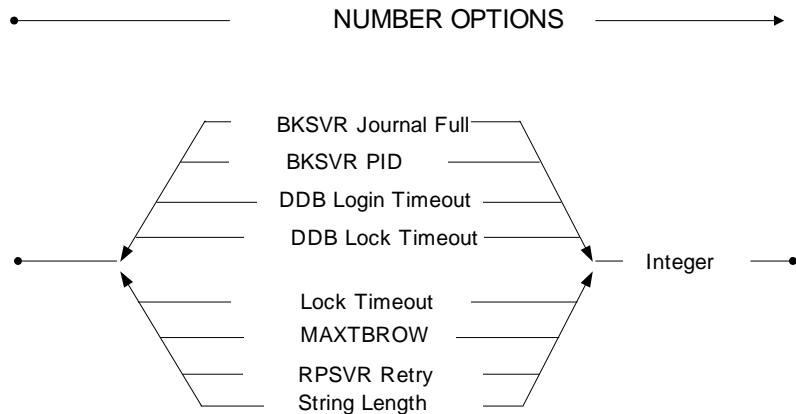 NUMBER OPTIONS
BKSVR Journal Full
BKSVR PID
DDB Login Timeout
DDB Lock Timeout
Integer
Lock Timeout
MAXTBROW
RPSVR Retry
String Length